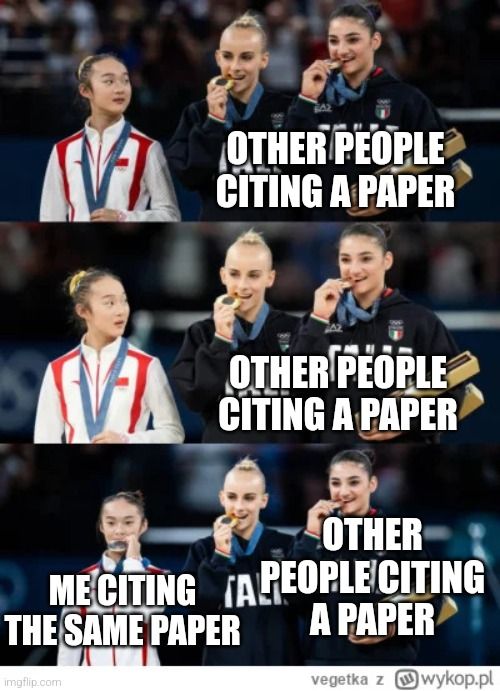 OTHER PEOPLE
CITING A PAPER
OTHER PEOPLE
CITING A PAPER
OTHER
PEOPLE CITING
A PAPER
ME CITING
THE SAME PAPER
imgflip.com
vegetka z wykop.pl